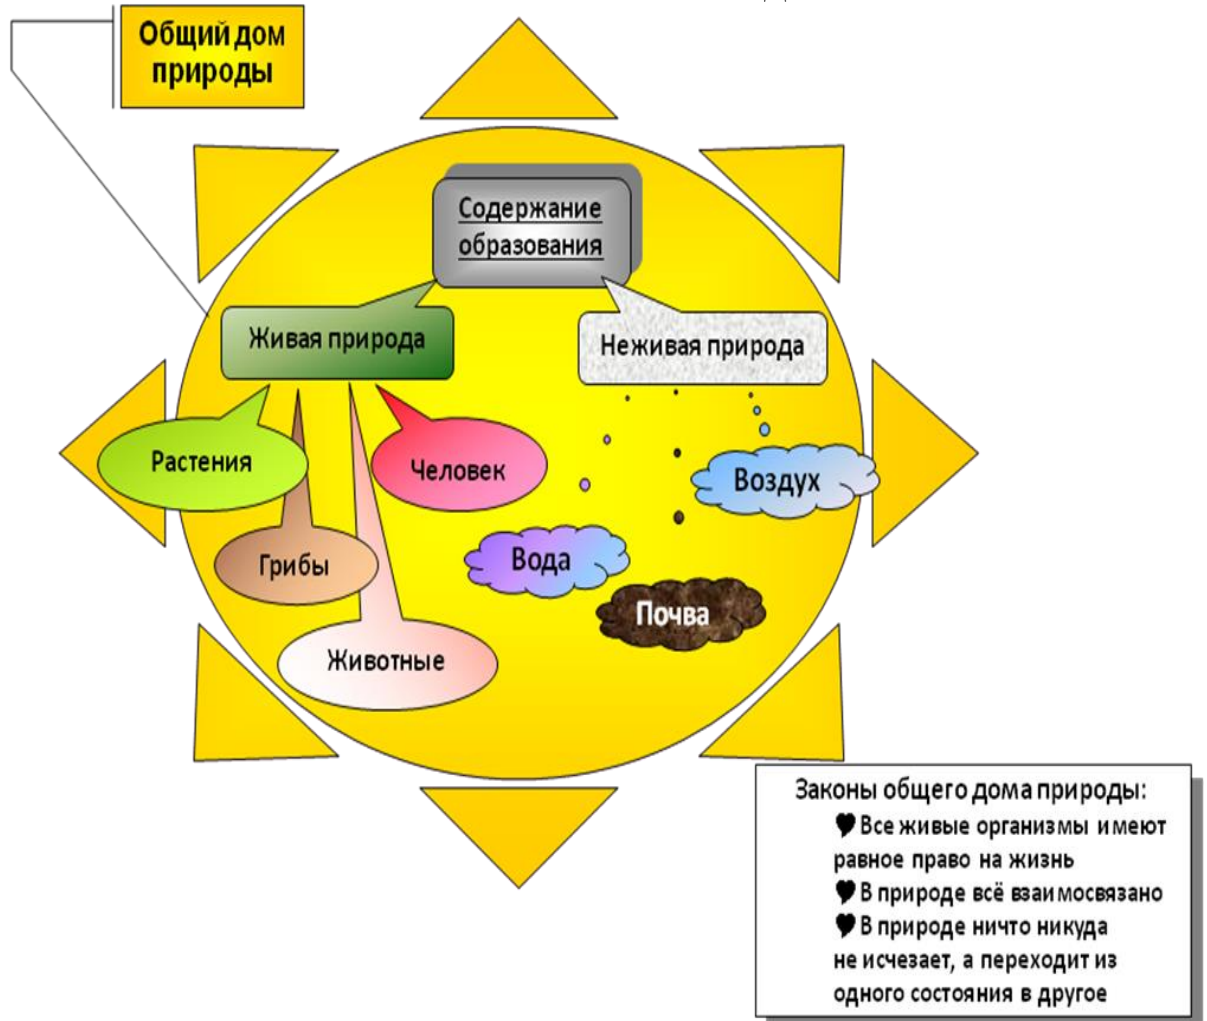 Общий дом
природы
Содержание
образования
Живая природа
Неживая природа
Растения
Человек
Воздух
Грибы
Вода
Почва
Животные
Законы общего дома природы:
Все живые организмы имеют
равное право на жизнь
В природе всё взаимосвязано
В природе ничто никуда
не исчезает, а переходит из
одного состояния в другое